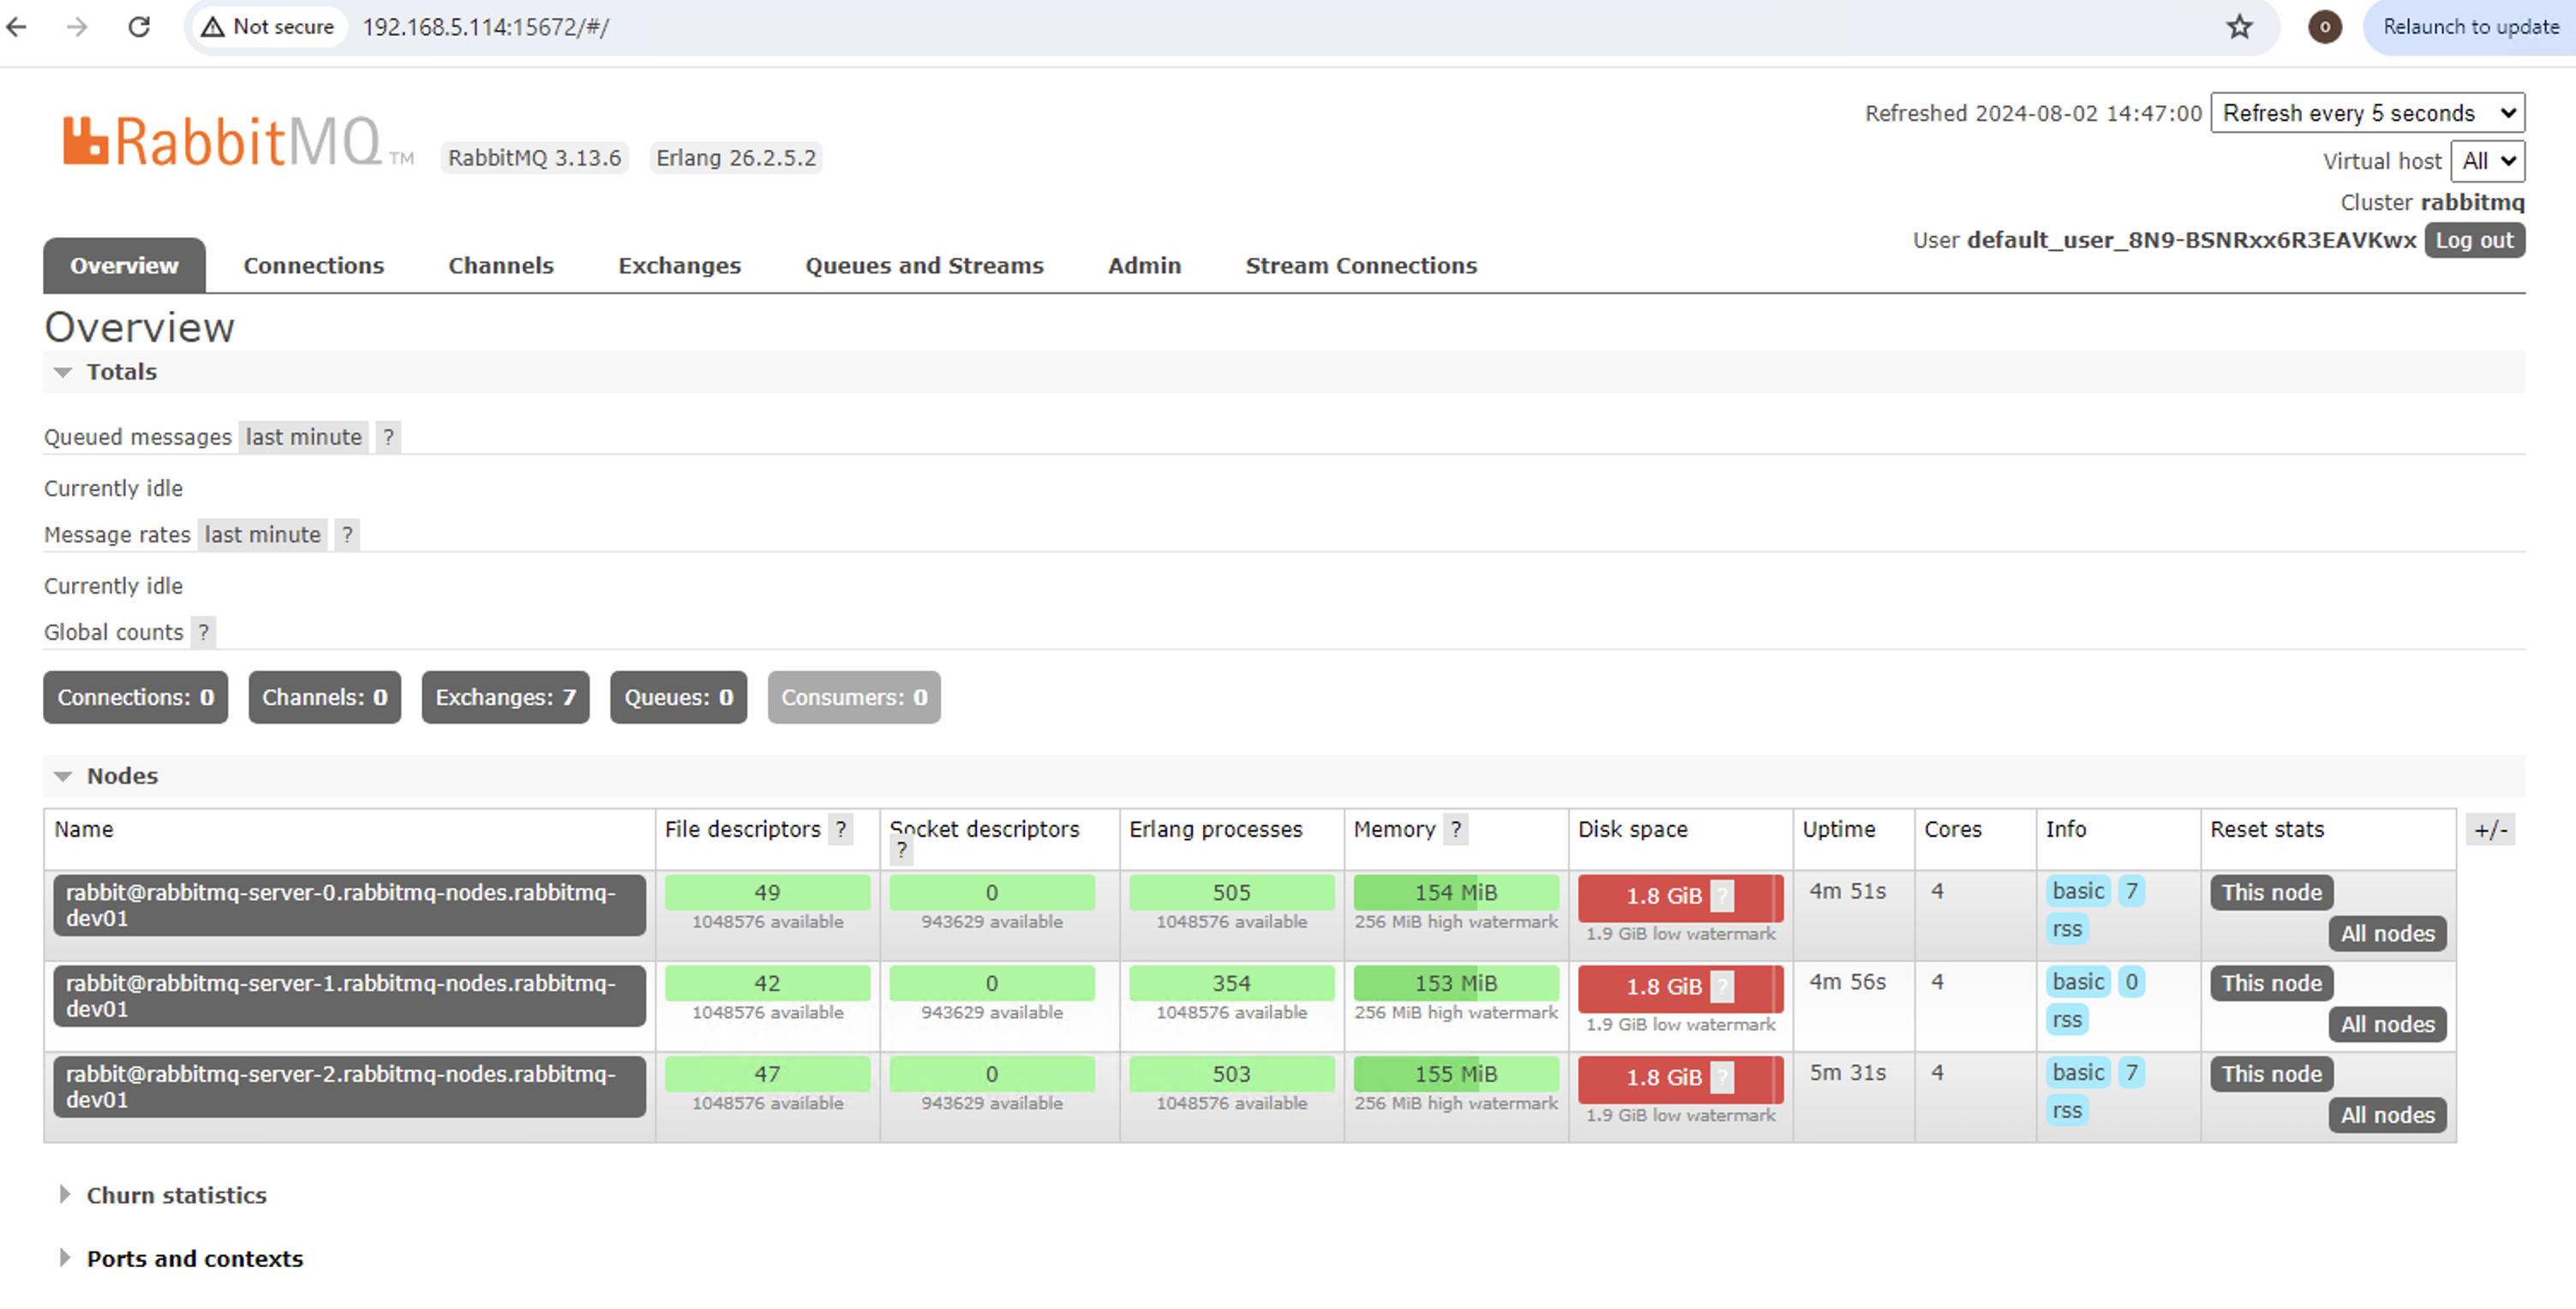 Not secure 192.168.5.114:15672/#/ o Relaunch to update
RabbitMQ TM RabbitMQ 3.13.6 Erlang 26.2.5.2
Refreshed 2024-08-02 14:47:00 Refresh every 5 seconds
Virtual host All
Cluster rabbitmq
User default_user_8N9-BSNRxx6R3EAVKwx Log out
Overview Connections Channels Exchanges Queues and Streams Admin Stream Connections
Overview
Totals
Queued messages last minute ?
Currently idle
Message rates last minute ?
Currently idle
Global counts ?
Connections: 0 Channels: 0 Exchanges: 7 Queues: 0 Consumers: 0
Nodes
Name File descriptors ? Socket descriptors ? Erlang processes Memory ? Disk space Uptime Cores Info Reset stats +/-
rabbit@rabbitmq-server-0.rabbitmq-nodes.rabbitmq- 49 0 505 154 MiB 1.8 GiB ? 4m 51s 4 basic 7 This node
dev01 1048576 available 943629 available 1048576 available 256 MiB high watermark 1.9 GiB low watermark rss All nodes
rabbit@rabbitmq-server-1.rabbitmq-nodes.rabbitmq- 42 0 354 153 MiB 1.8 GiB ? 4m 56s 4 basic 0 This node
dev01 1048576 available 943629 available 1048576 available 256 MiB high watermark 1.9 GiB low watermark rss All nodes
rabbit@rabbitmq-server-2.rabbitmq-nodes.rabbitmq- 47 0 503 155 MiB 1.8 GiB ? 5m 31s 4 basic 7 This node
dev01 1048576 available 943629 available 1048576 available 256 MiB high watermark 1.9 GiB low watermark rss All nodes
Churn statistics
Ports and contexts